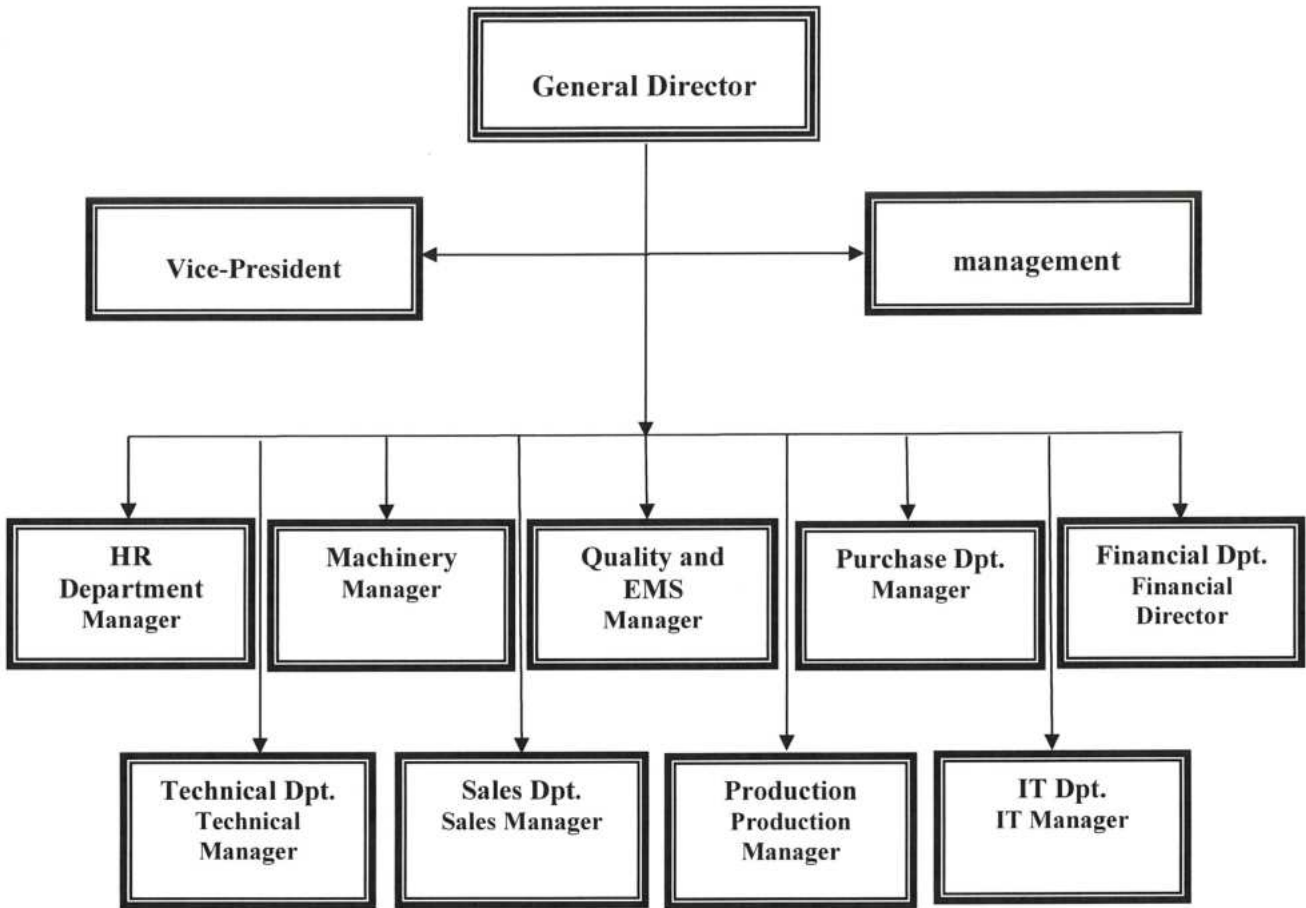 General Director
Vice-President
management
HR
Department
Manager
Machinery
Manager
Quality and
EMS
Manager
Purchase Dpt.
Manager
Financial Dpt.
Financial
Director
Technical Dpt.
Technical
Manager
Sales Dpt.
Sales Manager
Production
Production
Manager
IT Dpt.
IT Manager